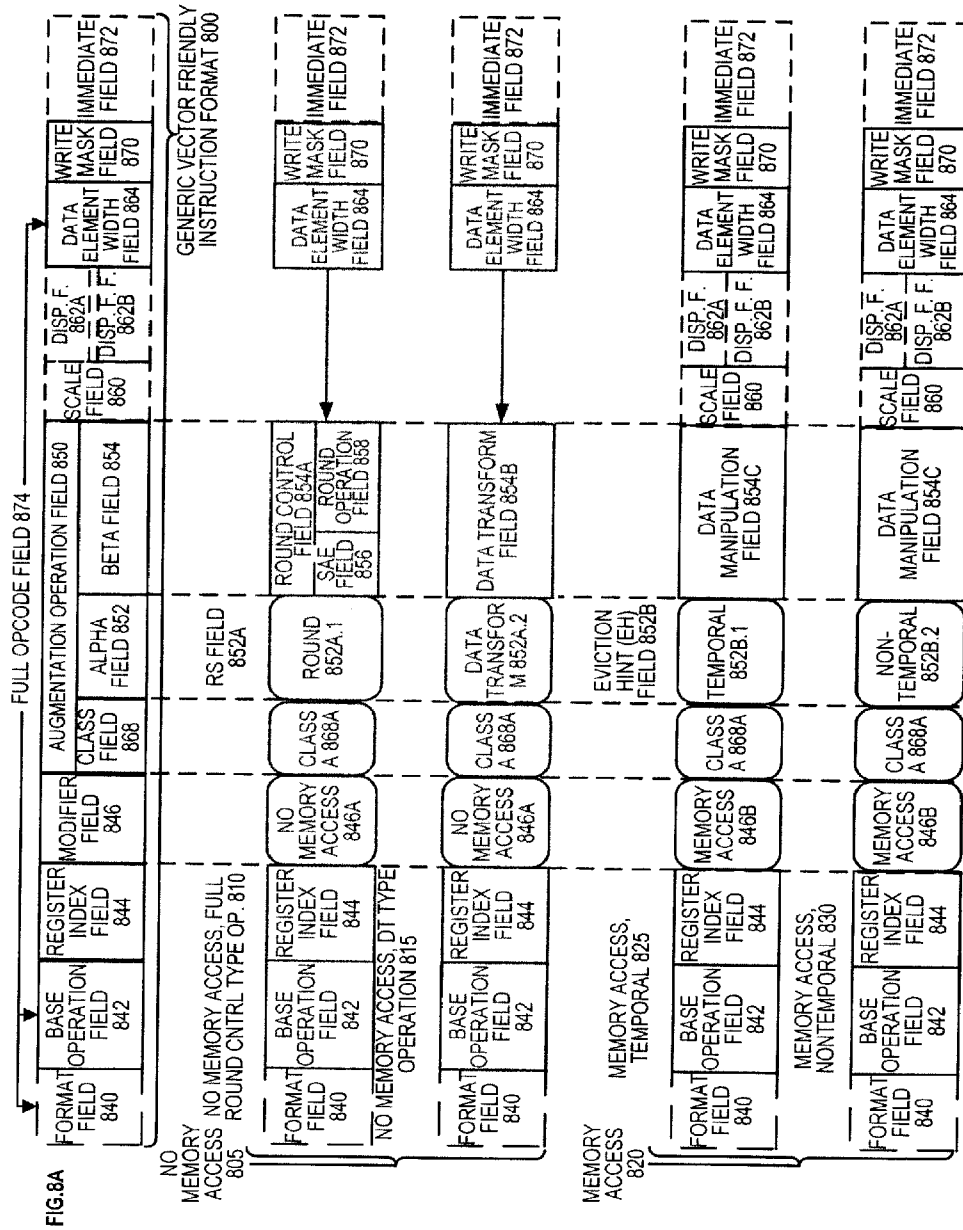 FIG.8A
FULL OPCODE FIELD 874
FORMAT
FIELD
840
BASE
OPERATION
FIELD
842
REGISTER
INDEX
FIELD
844
MODIFIER
FIELD
846
AUGMENTATION OPERATION FIELD 850
CLASS
FIELD
868
ALPHA
FIELD 852
BETA FIELD 854
SCALE
FIELD
860
DISP. F.
862A
DISP. F. F.
862B
DATA
ELEMENT
WIDTH
FIELD 864
WRITE
MASK
FIELD
870
IMMEDIATE
FIELD 872
GENERIC VECTOR FRIENDLY
INSTRUCTION FORMAT 800
NO
MEMORY
ACCESS
805
NO MEMORY ACCESS, FULL
ROUND CNTRL TYPE OP. 810
RS FIELD
852A
FORMAT
FIELD
840
BASE
OPERATION
FIELD
842
REGISTER
INDEX
FIELD
844
NO
MEMORY
ACCESS
846A
CLASS
A 868A
ROUND
852A.1
ROUND CONTROL
FIELD 854A
SAE
FIELD
856
ROUND
OPERATION
FIELD 858
DATA
ELEMENT
WIDTH
FIELD 864
WRITE
MASK
FIELD
870
IMMEDIATE
FIELD 872
NO MEMORY ACCESS, DT TYPE
OPERATION 815
FORMAT
FIELD
840
BASE
OPERATION
FIELD
842
REGISTER
INDEX
FIELD
844
NO
MEMORY
ACCESS
846A
CLASS
A 868A
DATA
TRANSFOR
M 852A.2
DATA TRANSFORM
FIELD 854B
DATA
ELEMENT
WIDTH
FIELD 864
WRITE
MASK
FIELD
870
IMMEDIATE
FIELD 872
MEMORY
ACCESS
820
MEMORY ACCESS,
TEMPORAL 825
EVICTION
HINT (EH)
FIELD 852B
FORMAT
FIELD
840
BASE
OPERATION
FIELD
842
REGISTER
INDEX
FIELD
844
MEMORY
ACCESS
846B
CLASS
A 868A
TEMPORAL
852B.1
DATA
MANIPULATION
FIELD 854C
SCALE
FIELD
860
DISP. F.
862A
DISP. F. F.
862B
DATA
ELEMENT
WIDTH
FIELD 864
WRITE
MASK
FIELD
870
IMMEDIATE
FIELD 872
MEMORY ACCESS,
NONTEMPORAL 830
FORMAT
FIELD
840
BASE
OPERATION
FIELD
842
REGISTER
INDEX
FIELD
844
MEMORY
ACCESS
846B
CLASS
A 868A
NON-
TEMPORAL
852B.2
DATA
MANIPULATION
FIELD 854C
SCALE
FIELD
860
DISP. F.
862A
DISP. F. F.
862B
DATA
ELEMENT
WIDTH
FIELD 864
WRITE
MASK
FIELD
870
IMMEDIATE
FIELD 872